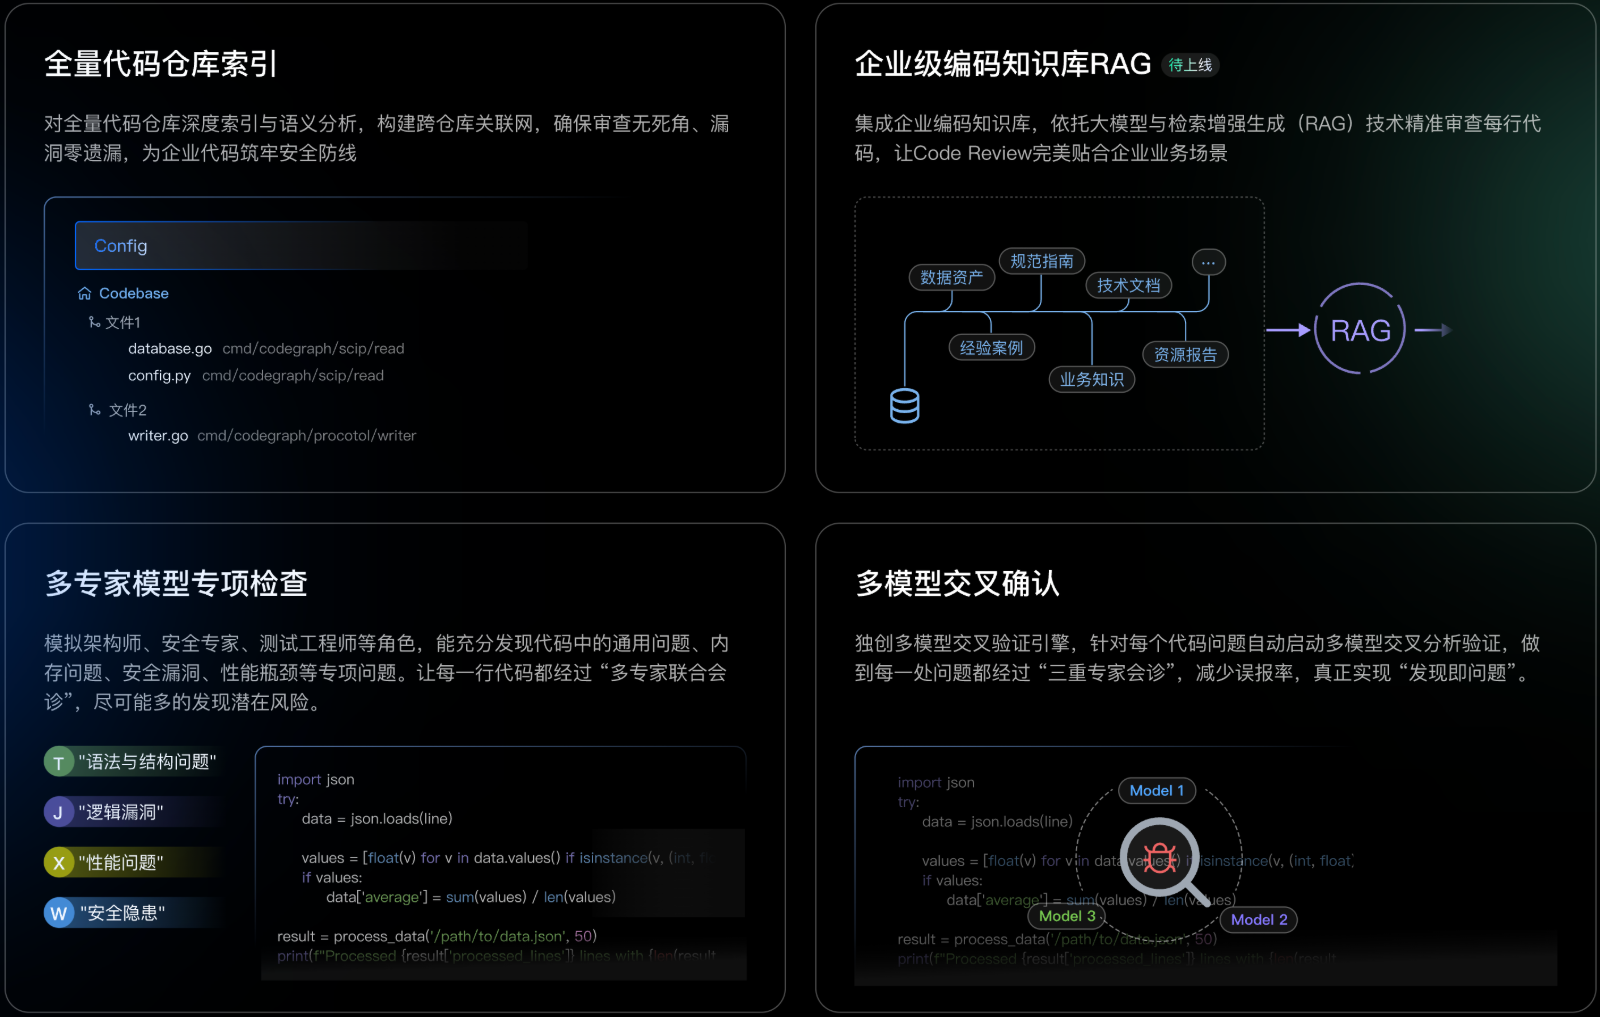 全量代码仓库索引
对全量代码仓库深度索引与语义分析，构建跨仓库关联网，确保审查无死角、漏
洞零遗漏，为企业代码筑牢安全防线
Config
Codebase
文件1
database.go cmd/codegraph/scip/read
config.py cmd/codegraph/scip/read
文件2
writer.go cmd/codegraph/procotol/writer
企业级编码知识库RAG 待上线
集成企业编码知识库，依托大模型与检索增强生成（RAG）技术精准审查每行代
码，让Code Review完美贴合企业业务场景
数据资产
规范指南
技术文档
...
经验案例
业务知识
资源报告
RAG
多专家模型专项检查
模拟架构师、安全专家、测试工程师等角色，能充分发现代码中的通用问题、内
存问题、安全漏洞、性能瓶颈等专项问题。让每一行代码都经过“多专家联合会
诊”，尽可能多的发现潜在风险。
T "语法与结构问题"
J "逻辑漏洞"
X "性能问题"
W "安全隐患"
import json
try:
data = json.loads(line)
values = [float(v) for v in data.values() if isinstance(v, (int, fl
if values:
data['average'] = sum(values) / len(values)
result = process_data('/path/to/data.json', 50)
print(f"Processed {result['processed_lines']} lines with {len(result
多模型交叉确认
独创多模型交叉验证引擎，针对每个代码问题自动启动多模型交叉分析验证，做
到每一处问题都经过“三重专家会诊”，减少误报率，真正实现“发现即问题”。
import json
try:
data = json.loads(line)
values = [float(v) for v in data.values() if isinstance(v, (int, float)
if values:
data['average'] = sum(values) / len(values)
result = process_data('/path/to/data.json', 50)
print(f"Processed {result['processed_lines']} lines with {len(result
Model 1
Model 3
Model 2